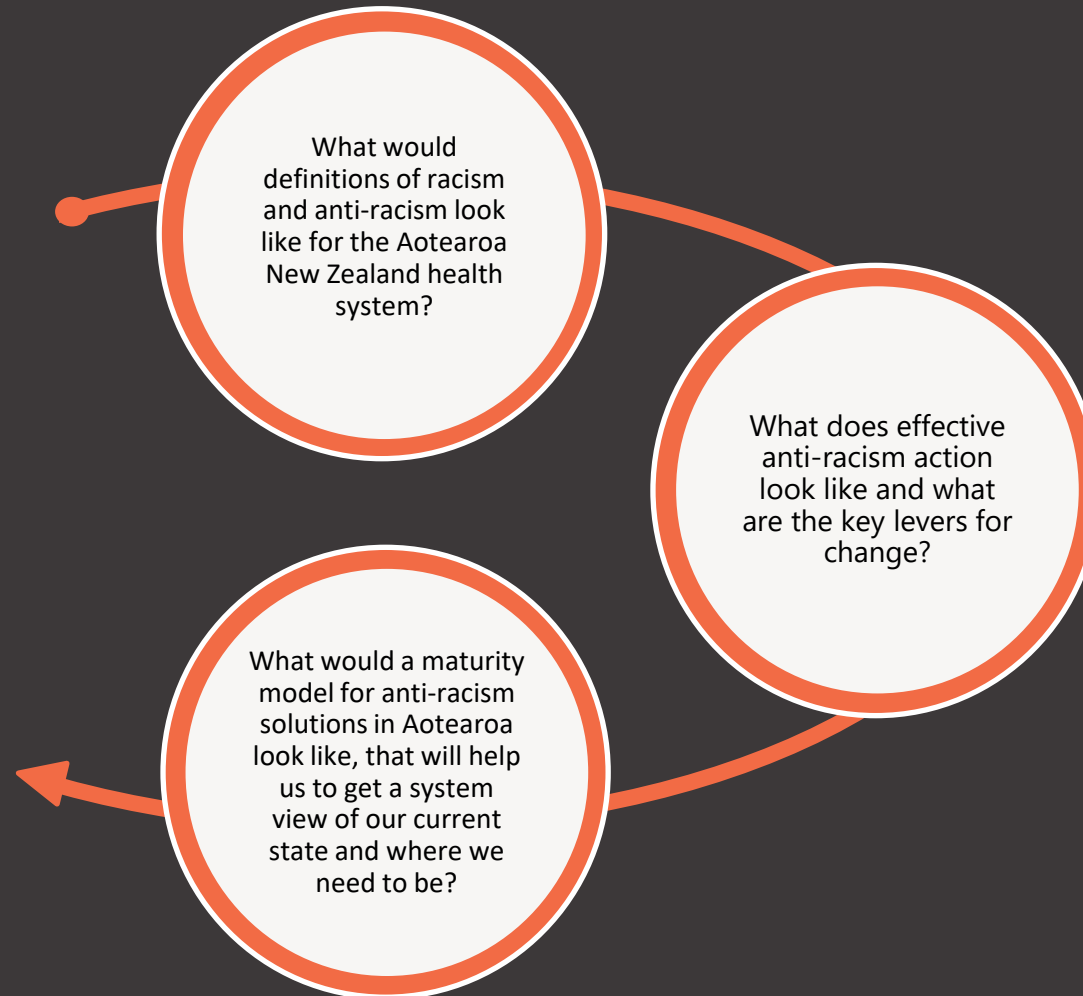 What would
definitions of racism
and anti-racism look
like for the Aotearoa
New Zealand health
system?
What does effective
anti-racism action
look like and what
are the key levers for
change?
What would a maturity
model for anti-racism
solutions in Aotearoa
look like, that will help
us to get a system
view of our current
state and where we
need to be?